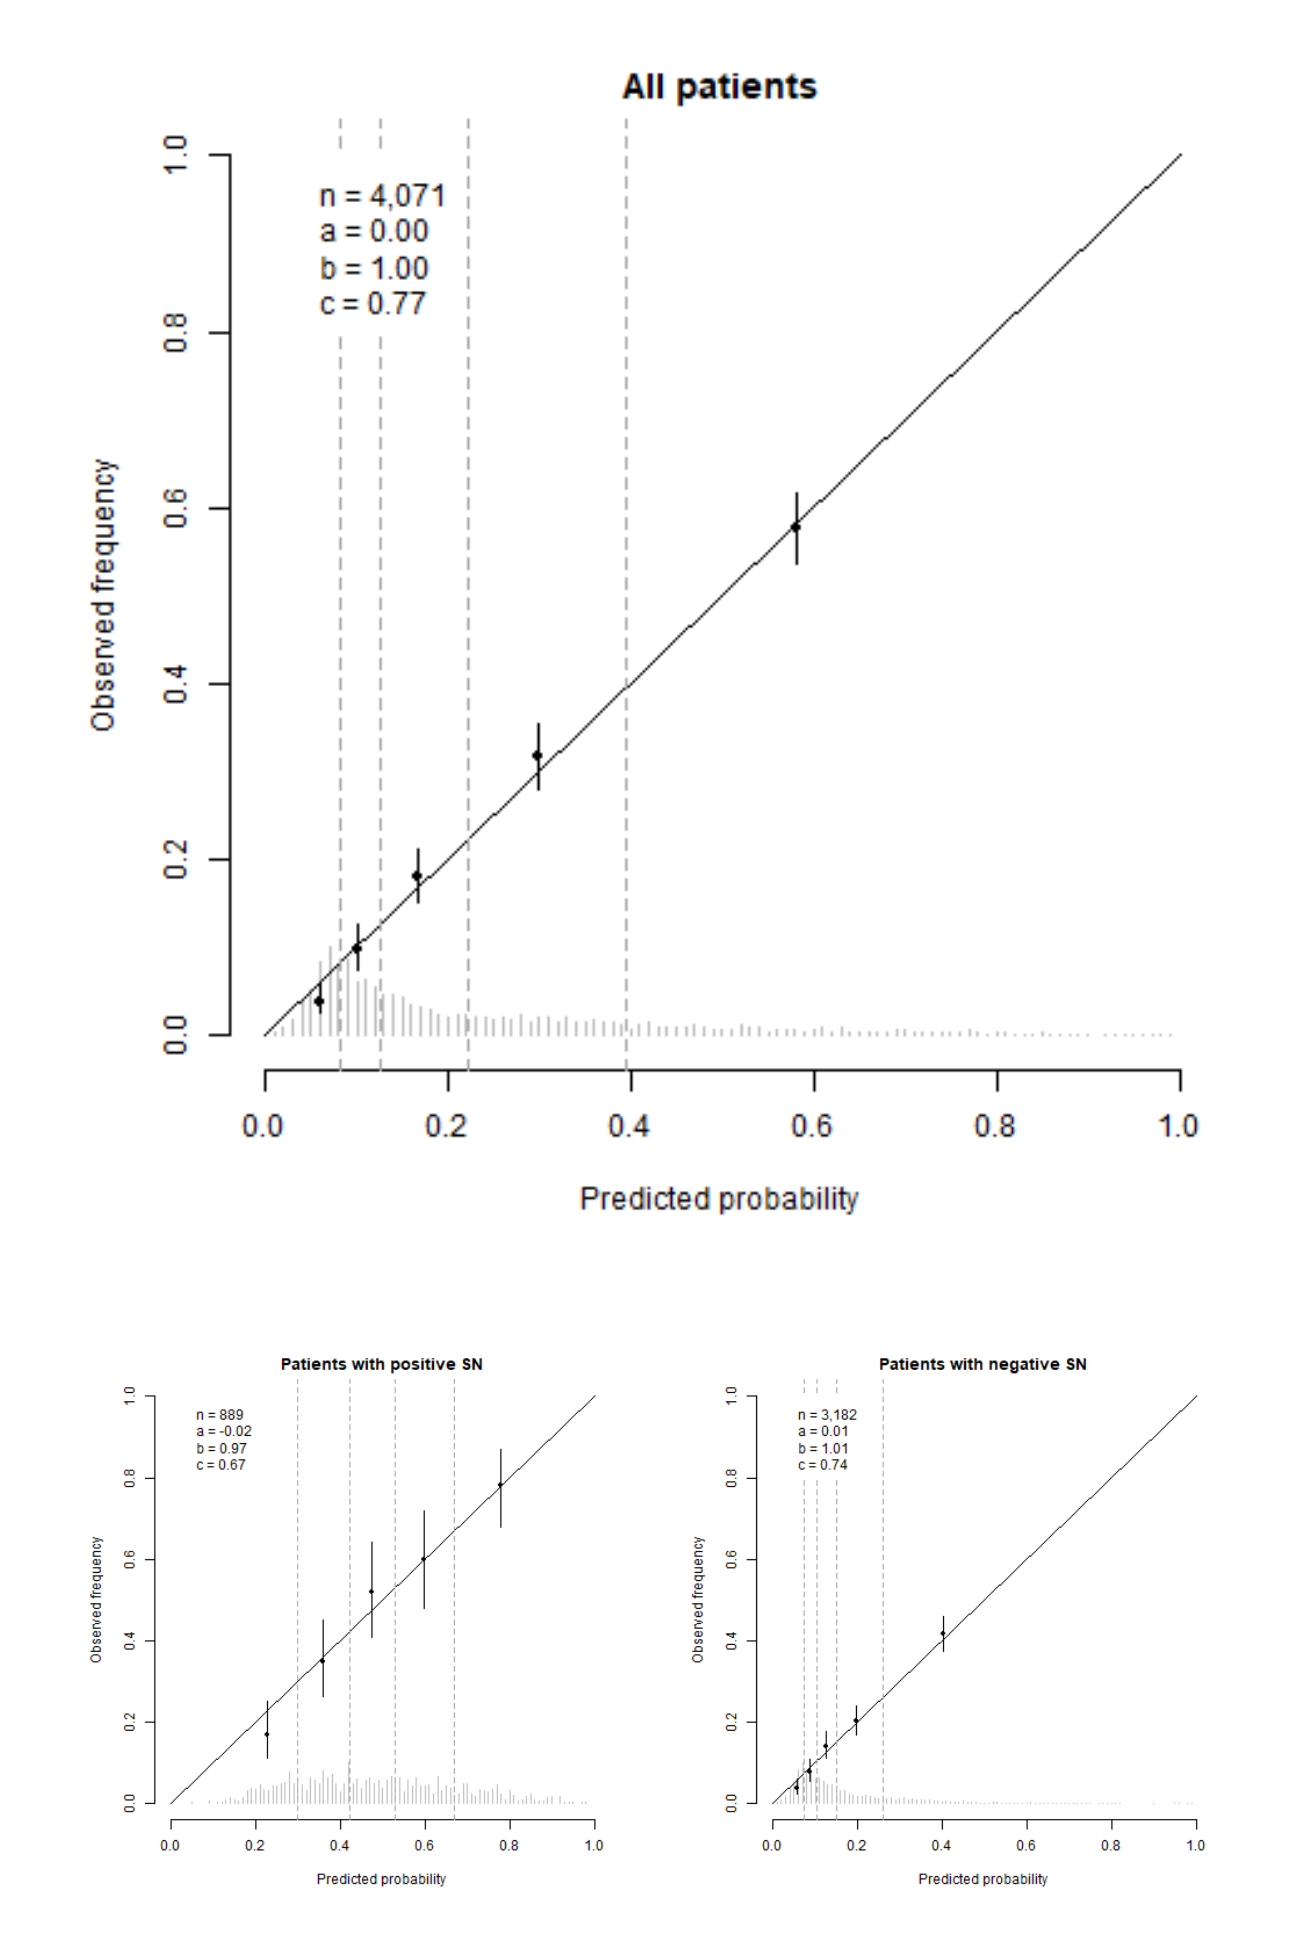 All patients
n = 4,071
a = 0.00
b = 1.00
c = 0.77
1.0
0.8
0.6
0.4
0.2
0.0
Observed frequency
0.0 0.2 0.4 0.6 0.8 1.0
Predicted probability
Patients with positive SN
n = 889
a = -0.02
b = 0.97
c = 0.67
1.0
0.8
0.6
0.4
0.2
0.0
Observed frequency
0.0 0.2 0.4 0.6 0.8 1.0
Predicted probability
Patients with negative SN
n = 3,182
a = 0.01
b = 1.01
c = 0.74
1.0
0.8
0.6
0.4
0.2
0.0
Observed frequency
0.0 0.2 0.4 0.6 0.8 1.0
Predicted probability